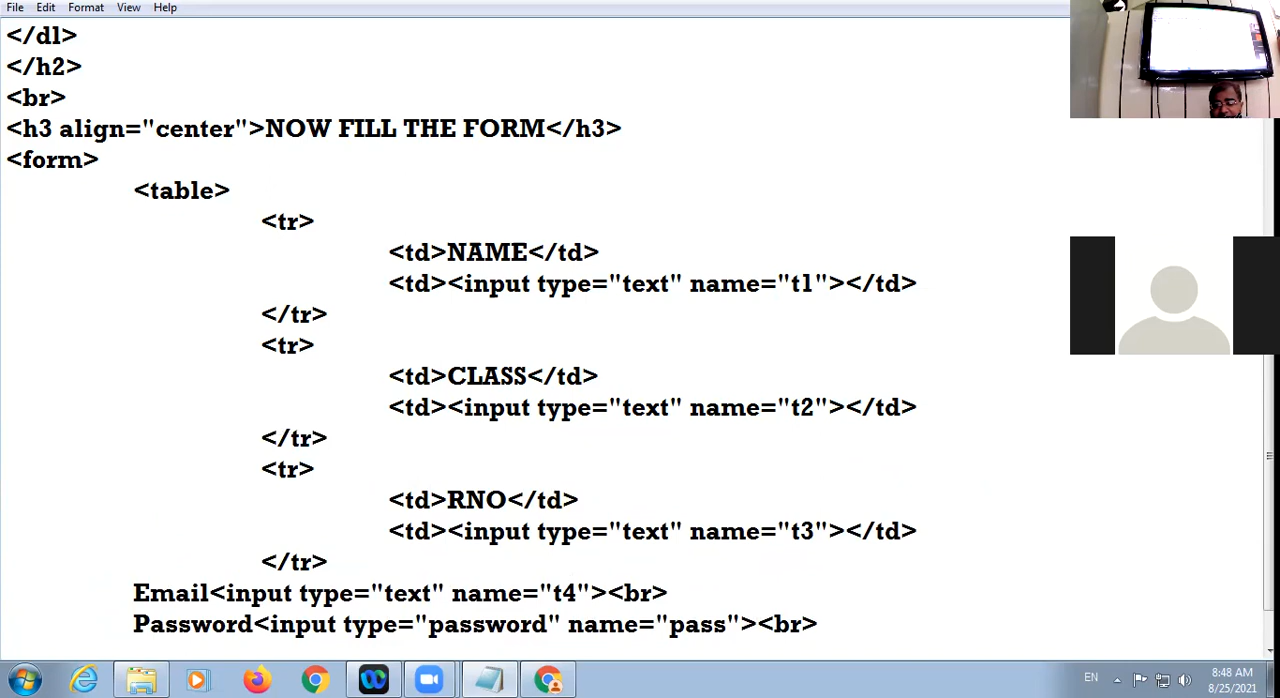 File Edit Format View Help
</dl>
</h2>
<br>
<h3 align="center">NOW FILL THE FORM</h3>
<form>
<table>
<tr>
<td>NAME</td>
<td><input type="text" name="t1"></td>
</tr>
<tr>
<td>CLASS</td>
<td><input type="text" name="t2"></td>
</tr>
<tr>
<td>RNO</td>
<td><input type="text" name="t3"></td>
</tr>
Email<input type="text" name="t4"><br>
Password<input type="password" name="pass"><br>
EN
8:48 AM
8/25/2021